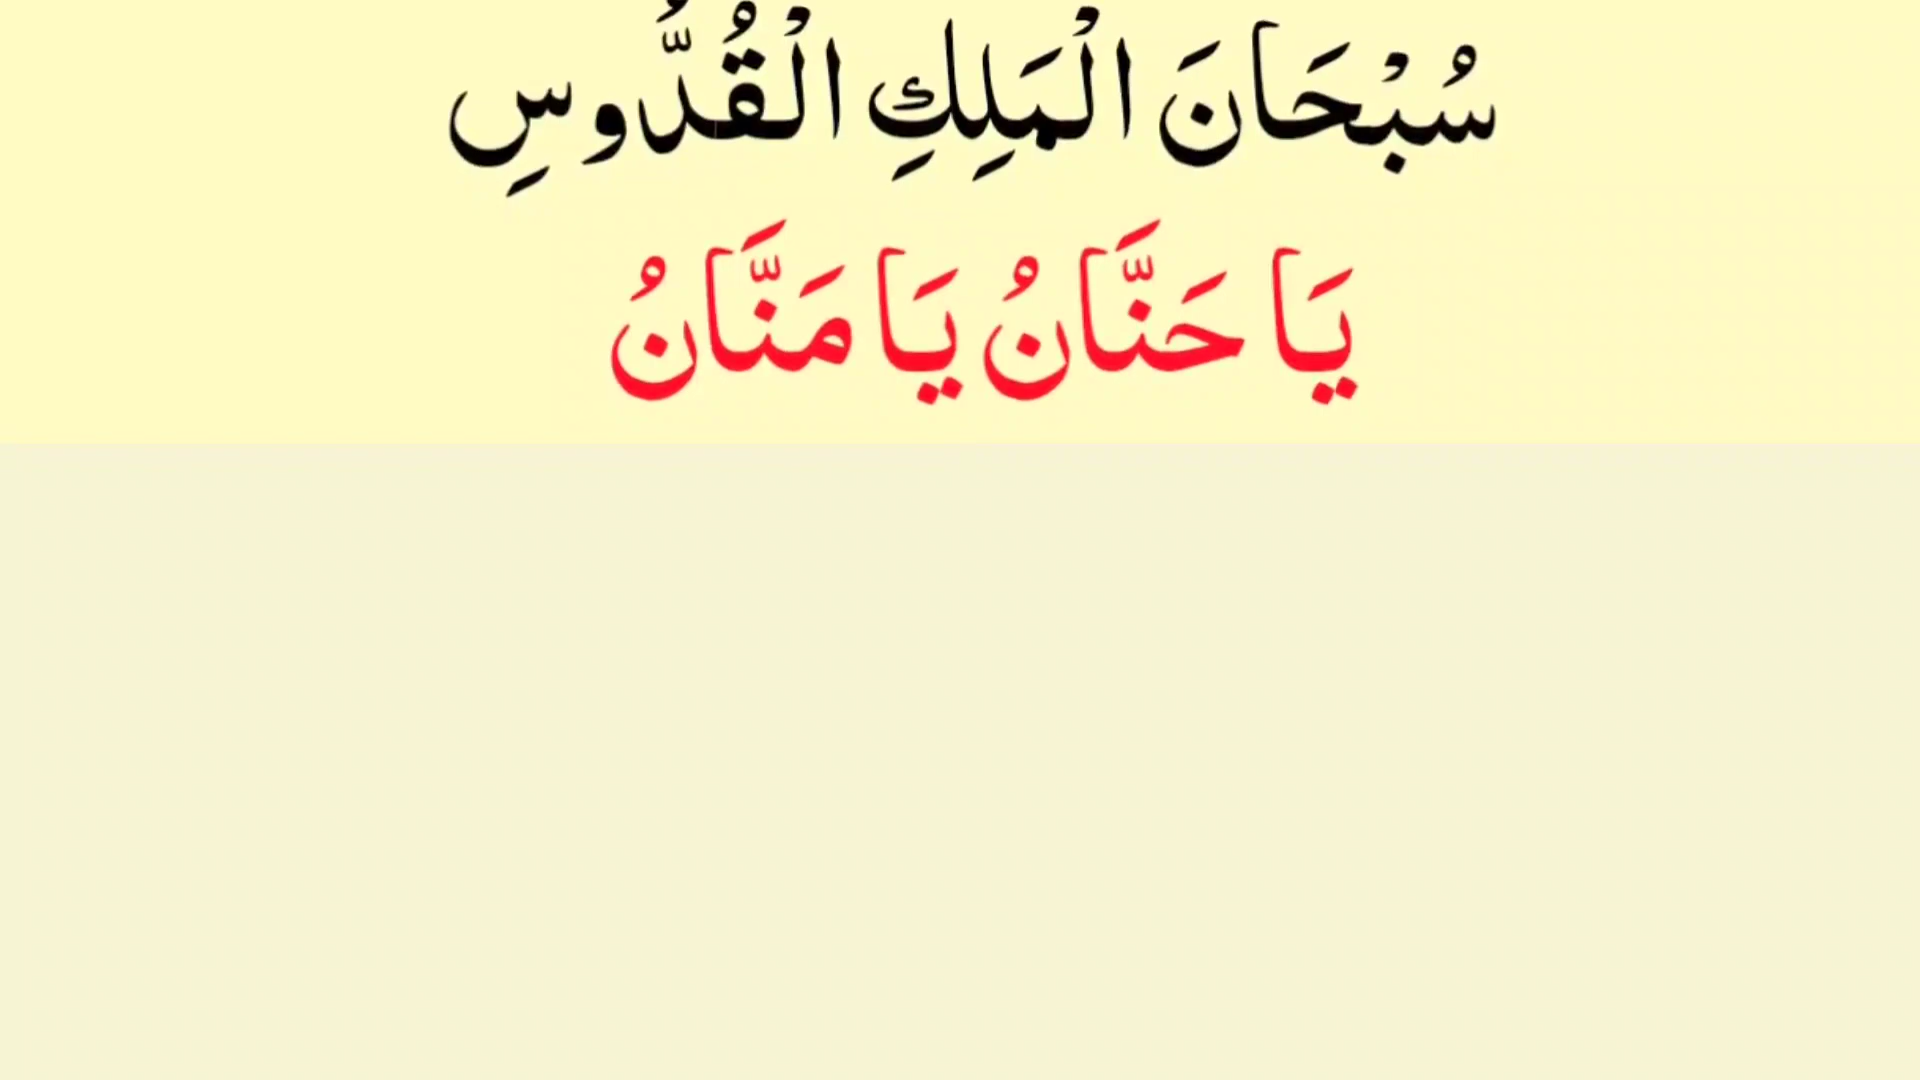 سُبْحَانَ الْمَلِكِ الْقُدُّوسِ
يَا حَنَّانُ يَا مَنَّانُ